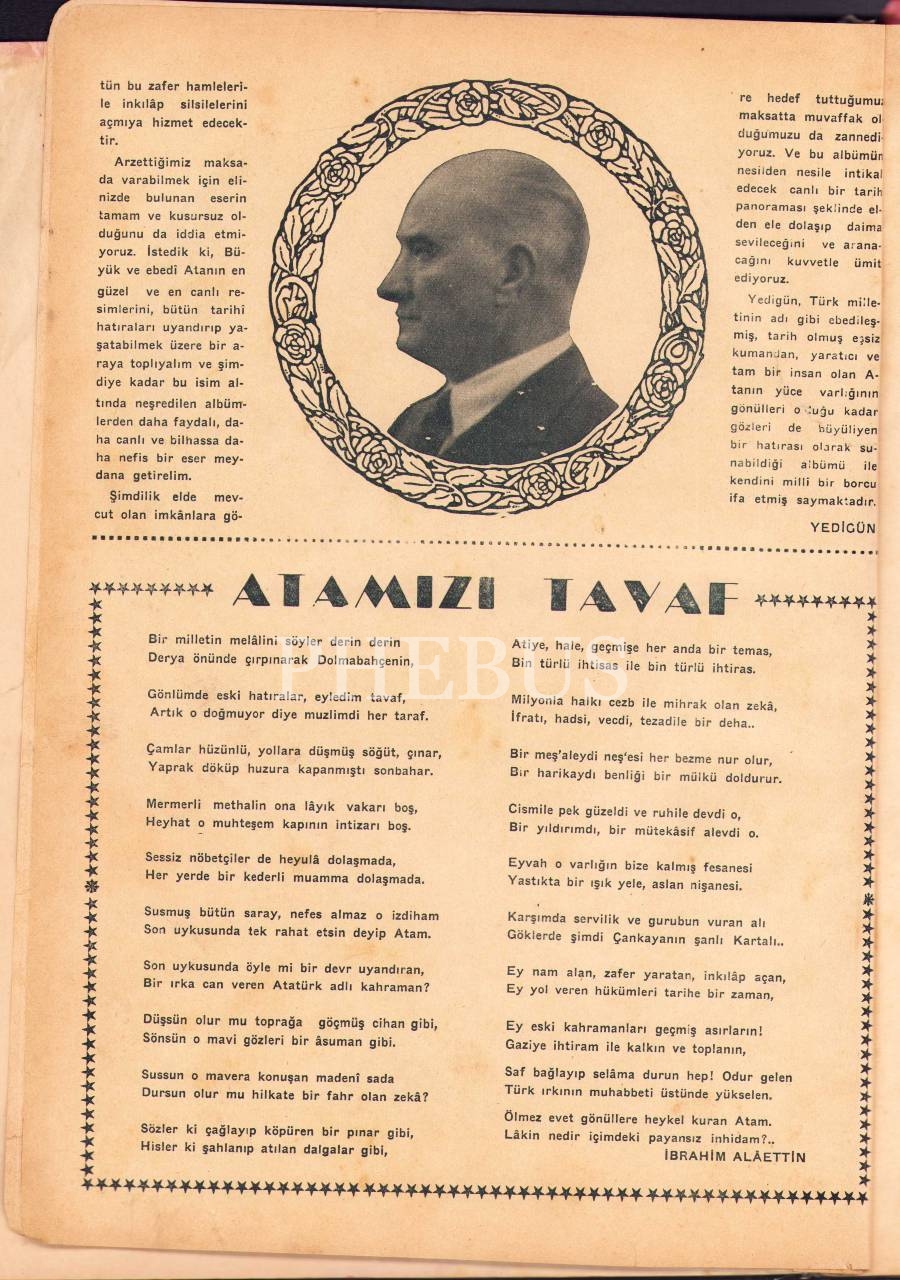 tün bu zafer hamleleri-
le inkılâp silsilelerini
açmıya hizmet edecek-
tir.
Arzettiğimiz maksa-
da varabilmek için eli-
nizde bulunan eserin
tamam ve kusursuz ol-
duğunu da iddia etmi-
yoruz. İstedik ki, Bü-
yük ve ebedî Atanın en
güzel ve en canlı re-
simlerini, bütün tarihî
hatıraları uyandırıp ya-
şatabilmek üzere bir a-
raya toplıyalım ve şim-
diye kadar bu isim al-
tında neşredilen albüm-
lerden daha faydalı, da-
ha canlı ve bilhassa da-
ha nefis bir eser mey-
dana getirelim.
Şimdilik elde mev-
cut olan imkânlara gö-
re hedef tuttuğumuz
maksatta muvaffak ol
duğumuzu da zannedi
yoruz. Ve bu albümün
nesilden nesile intikal
edecek canlı bir tarih
panoraması şeklinde el-
den ele dolaşıp daima
sevileceğini ve arana-
cağını kuvvetle ümit
ediyoruz.
Yedigün, Türk mille-
tinin adı gibi ebedileş-
miş, tarih olmuş eşsiz
kumandan, yaratıcı ve
tam bir insan olan A-
tanın yüce varlığının
gönülleri olduğu kadar
gözleri de büyüliyen
bir hatırası olarak su-
nabildiği albümü ile
kendini millî bir borcu
ifa etmiş saymaktadır.
YEDİGÜN
ATAMIZI TAVAF
Bir milletin melâlini söyler derin derin
Derya önünde çırpınarak Dolmabahçenin,
Gönlümde eski hatıralar, eyledim tavaf,
Artık o doğmuyor diye muzlimdi her taraf.
Çamlar hüzünlü, yollara düşmüş söğüt, çınar,
Yaprak döküp huzura kapanmıştı sonbahar.
Mermerli methalin ona lâyık vakarı boş,
Heyhat o muhteşem kapının intizarı boş.
Sessiz nöbetçiler de heyulâ dolaşmada,
Her yerde bir kederli muamma dolaşmada.
Susmuş bütün saray, nefes almaz o izdiham
Son uykusunda tek rahat etsin deyip Atam.
Son uykusunda öyle mi bir devr uyandıran,
Bir ırka can veren Atatürk adlı kahraman?
Düşsün olur mu toprağa göçmüş cihan gibi,
Sönsün o mavi gözleri bir âsuman gibi.
Sussun o mavera konuşan madenî sada
Dursun olur mu hilkate bir fahr olan zekâ?
Sözler ki çağlayıp köpüren bir pınar gibi,
Hisler ki şahlanıp atılan dalgalar gibi,
Atiye, hale, geçmişe her anda bir temas,
Bin türlü ihtisas ile bin türlü ihtiras.
Milyonla halkı cezb ile mihrak olan zekâ,
İfratı, hadsi, vecdi, tezadile bir deha..
Bir meş'aleydi neş'esi her bezme nur olur,
Bir harikaydı benliği bir mülkü doldurur.
Cismile pek güzeldi ve ruhile devdi o,
Bir yıldırımdı, bir mütekâsif alevdi o.
Eyvah o varlığın bize kalmış fesanesi
Yastıkta bir ışık yele, aslan nişanesi.
Karşımda servilik ve gurubun vuran alı
Göklerde şimdi Çankayanın şanlı Kartalı..
Ey nam alan, zafer yaratan, inkılâp açan,
Ey yol veren hükümleri tarihe bir zaman,
Ey eski kahramanları geçmiş asırların!
Gaziye ihtiram ile kalkın ve toplanın,
Saf bağlayıp selâma durun hep! Odur gelen
Türk ırkının muhabbeti üstünde yükselen.
Ölmez evet gönüllere heykel kuran Atam.
Lâkin nedir içimdeki payansız inhidam?..
İBRAHİM ALÂETTİN
PHEBUS